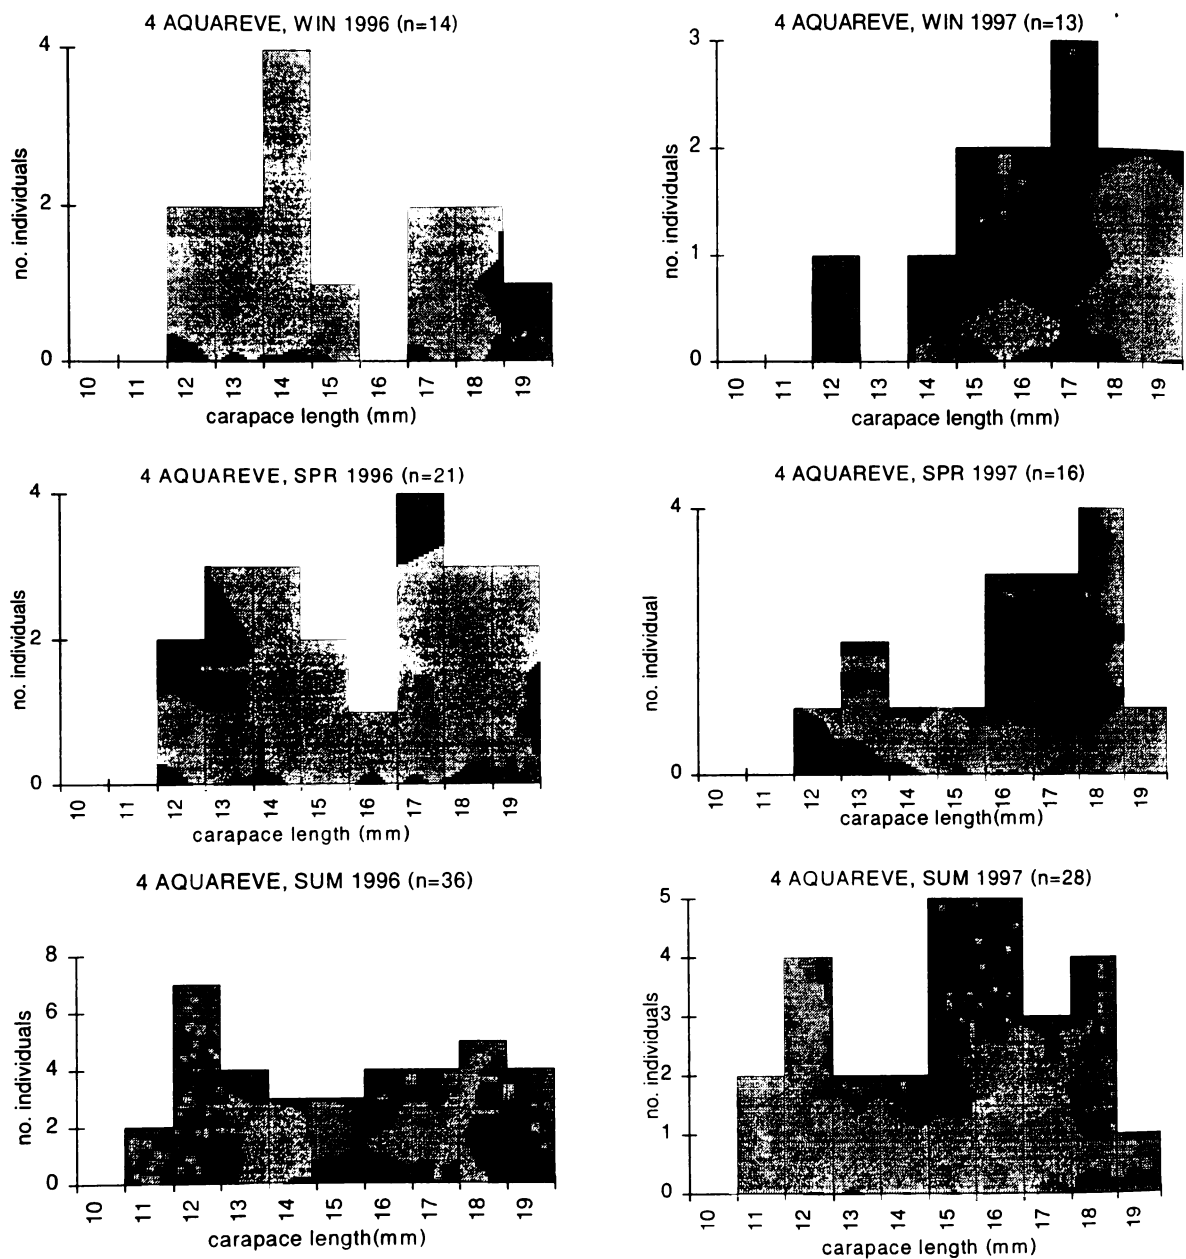 4 AQUAREVE, WIN 1996 (n=14)
4
2
0
no. individuals
10 11 12 13 14 15 16 17 18 19
carapace length (mm)
4 AQUAREVE, WIN 1997 (n=13)
3
2
1
0
no. individuals
10 11 12 13 14 15 16 17 18 19
carapace length (mm)
4 AQUAREVE, SPR 1996 (n=21)
4
2
0
no. individuals
10 11 12 13 14 15 16 17 18 19
carapace length (mm)
4 AQUAREVE, SPR 1997 (n=16)
4
2
0
no. individual
10 11 12 13 14 15 16 17 18 19
carapace length(mm)
4 AQUAREVE, SUM 1996 (n=36)
8
6
4
2
0
no. individuals
10 11 12 13 14 15 16 17 18 19
carapace length(mm)
4 AQUAREVE, SUM 1997 (n=28)
5
4
3
2
1
0
no. individuals
10 11 12 13 14 15 16 17 18 19
carapace length (mm)